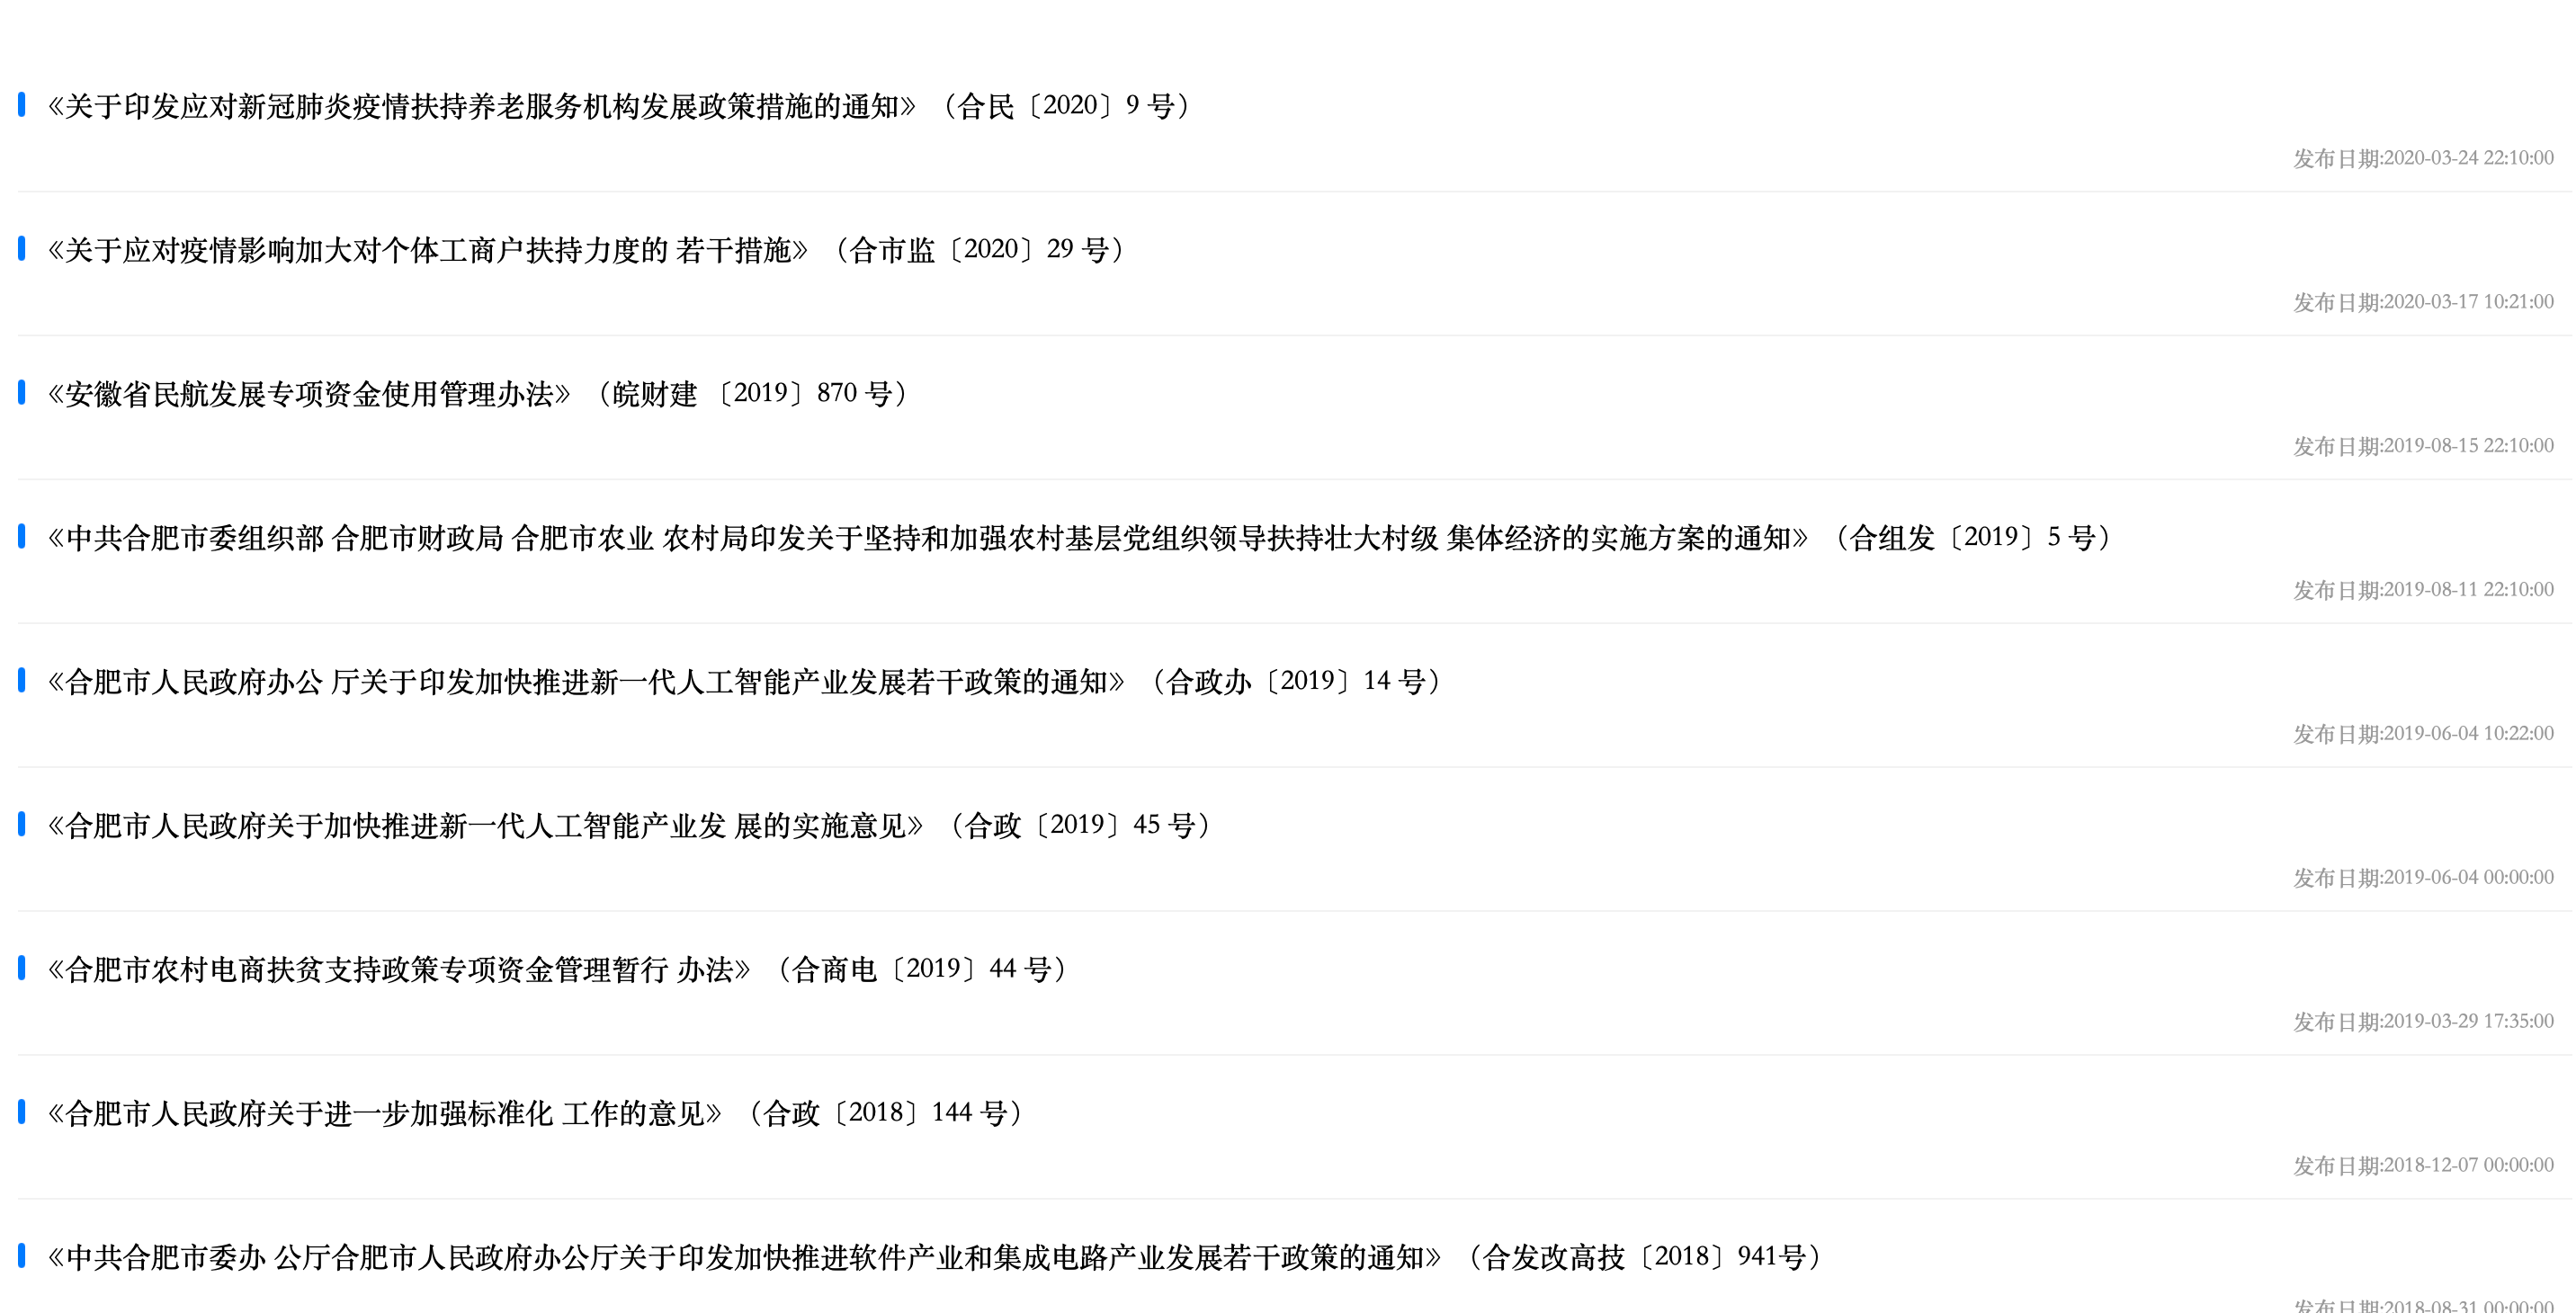 《关于印发应对新冠肺炎疫情扶持养老服务机构发展政策措施的通知》（合民〔2020〕9 号）
发布日期:2020-03-24 22:10:00
《关于应对疫情影响加大对个体工商户扶持力度的 若干措施》（合市监〔2020〕29 号）
发布日期:2020-03-17 10:21:00
《安徽省民航发展专项资金使用管理办法》（皖财建 〔2019〕870 号）
发布日期:2019-08-15 22:10:00
《中共合肥市委组织部 合肥市财政局 合肥市农业 农村局印发关于坚持和加强农村基层党组织领导扶持壮大村级 集体经济的实施方案的通知》（合组发〔2019〕5 号）
发布日期:2019-08-11 22:10:00
《合肥市人民政府办公 厅关于印发加快推进新一代人工智能产业发展若干政策的通知》（合政办〔2019〕14 号）
发布日期:2019-06-04 10:22:00
《合肥市人民政府关于加快推进新一代人工智能产业发 展的实施意见》（合政〔2019〕45 号）
发布日期:2019-06-04 00:00:00
《合肥市农村电商扶贫支持政策专项资金管理暂行 办法》（合商电〔2019〕44 号）
发布日期:2019-03-29 17:35:00
《合肥市人民政府关于进一步加强标准化 工作的意见》（合政〔2018〕144 号）
发布日期:2018-12-07 00:00:00
《中共合肥市委办 公厅合肥市人民政府办公厅关于印发加快推进软件产业和集成电路产业发展若干政策的通知》（合发改高技〔2018〕941号）
发布日期:2018-08-31 00:00:00